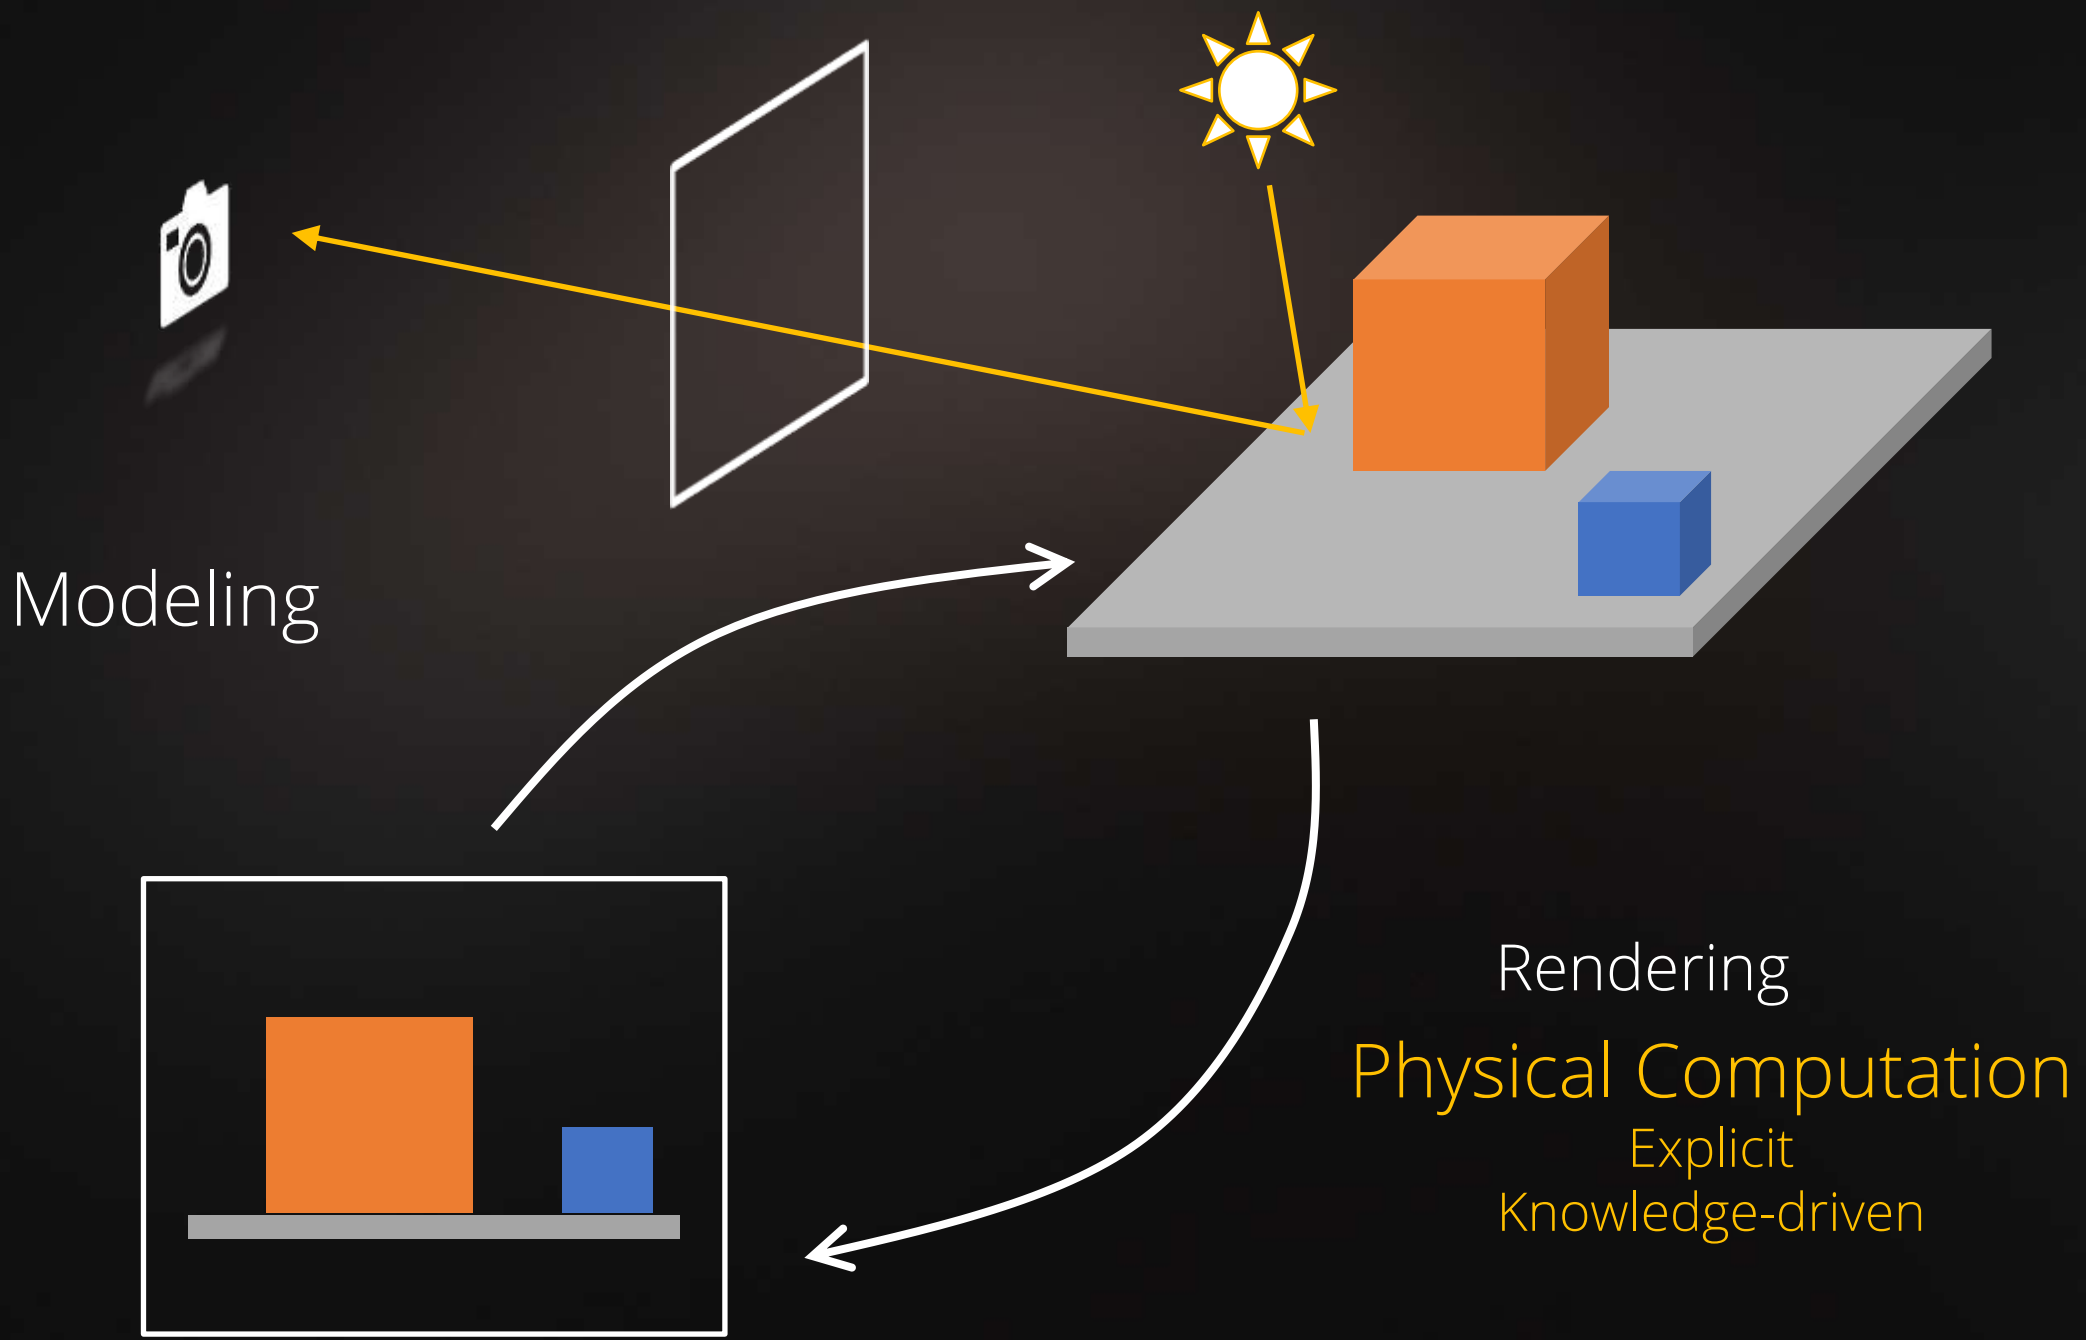 Modeling
Rendering
Physical Computation
Explicit
Knowledge-driven